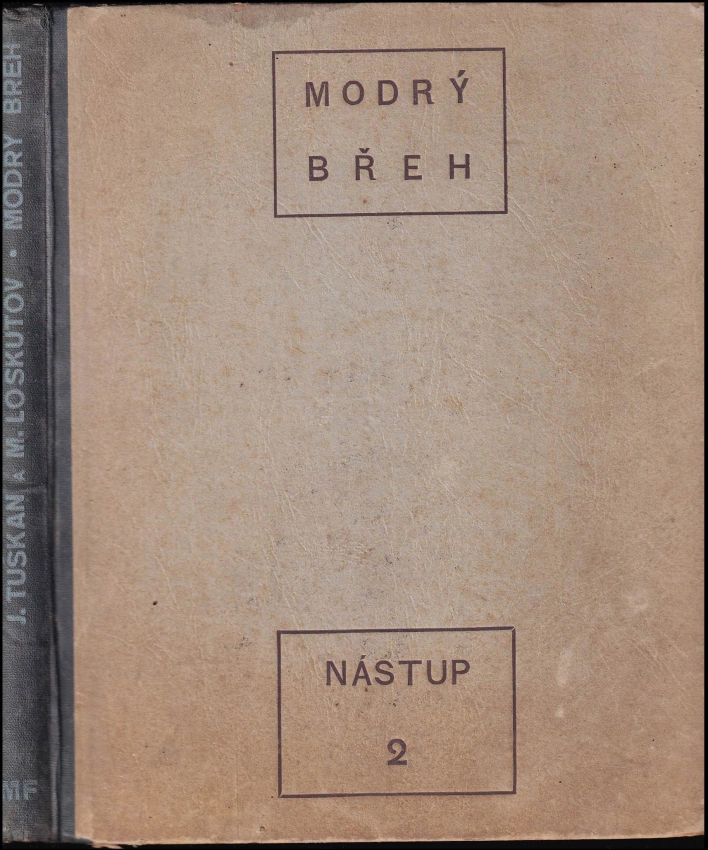 MODRÝ
BŘEH
NÁSTUP
2
J. TUSKAN A M. LOSKUTOV • MODRÝ BŘEH
MF